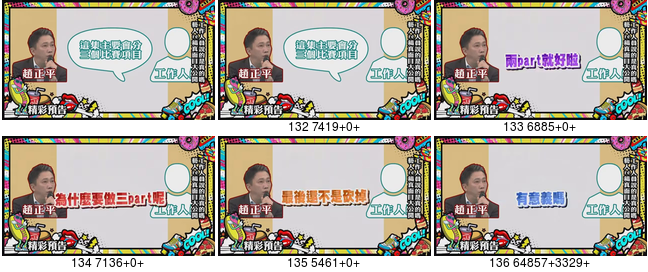 這集主要會分
三個比賽項目
趙正平
工作人
精彩預告
COOL!
這集主要會分
三個比賽項目
趙正平
工作人
精彩預告
COOL!
132 7419+0+
兩part就好啦
趙正平
工作人
精彩預告
COOL!
133 6885+0+
為什麼要做三part呢
趙正平
工作人
精彩預告
COOL!
134 7136+0+
最後還不是砍掉
趙正平
工作人
精彩預告
COOL!
135 5461+0+
有意義嗎
趙正平
工作人
精彩預告
COOL!
136 64857+3329+